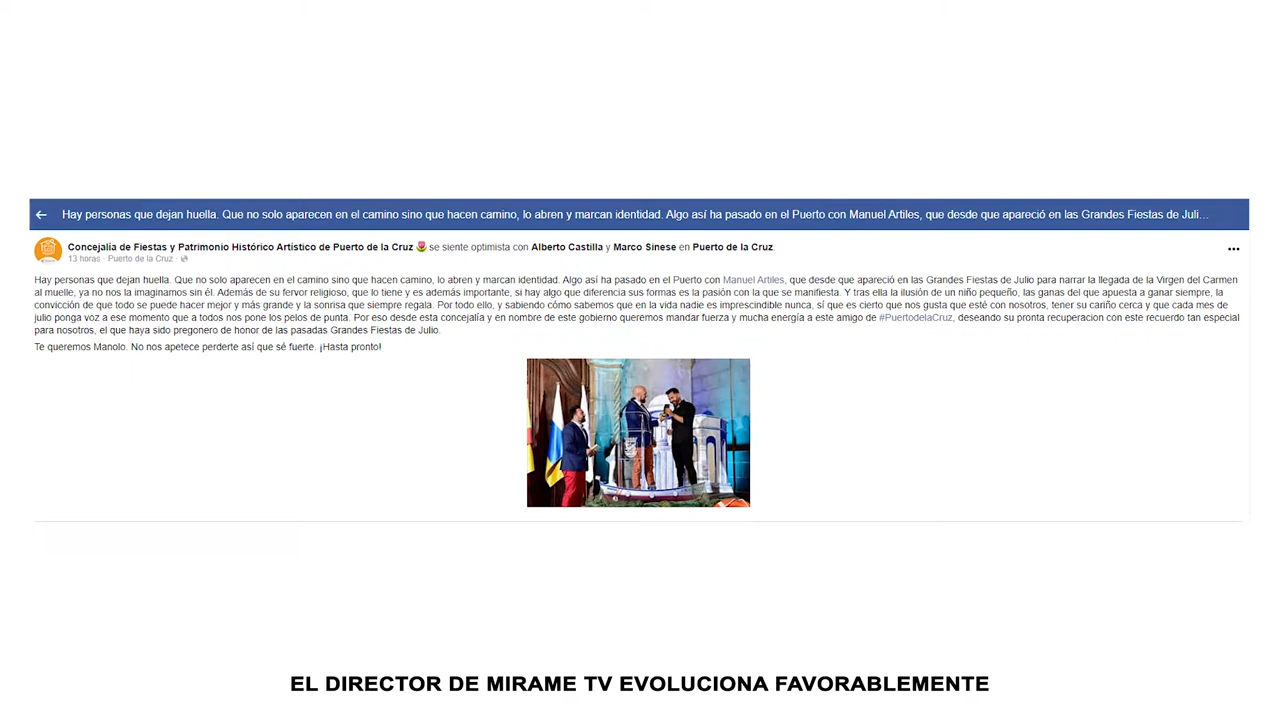 Hay personas que dejan huella. Que no solo aparecen en el camino sino que hacen camino, lo abren y marcan identidad. Algo así ha pasado en el Puerto con Manuel Artiles, que desde que apareció en las Grandes Fiestas de Juli...
Concejalía de Fiestas y Patrimonio Histórico Artistico de Puerto de la Cruz 🌷 se siente optimista con Alberto Castilla y Marco Sinese en Puerto de la Cruz.
13 horas · Puerto de la Cruz ·
Hay personas que dejan huella. Que no solo aparecen en el camino sino que hacen camino, lo abren y marcan identidad. Algo así ha pasado en el Puerto con Manuel Artiles, que desde que apareció en las Grandes Fiestas de Julio para narrar la llegada de la Virgen del Carmen
al muelle, ya no nos la imaginamos sin él. Además de su fervor religioso, que lo tiene y es además importante, si hay algo que diferencia sus formas es la pasión con la que se manifiesta. Y tras ella la ilusión de un niño pequeño, las ganas del que apuesta a ganar siempre, la
convicción de que todo se puede hacer mejor y más grande y la sonrisa que siempre regala. Por todo ello, y sabiendo cómo sabemos que en la vida nadie es imprescindible nunca, sí que es cierto que nos gusta que esté con nosotros, tener su cariño cerca y que cada mes de
julio ponga voz a ese momento que a todos nos pone los pelos de punta. Por eso desde esta concejalía y en nombre de este gobierno queremos mandar fuerza y mucha energía a este amigo de #PuertodelaCruz, deseando su pronta recuperacion con este recuerdo tan especial
para nosotros, el que haya sido pregonero de honor de las pasadas Grandes Fiestas de Julio.
Te queremos Manolo. No nos apetece perderte así que sé fuerte. ¡Hasta pronto!
EL DIRECTOR DE MIRAME TV EVOLUCIONA FAVORABLEMENTE